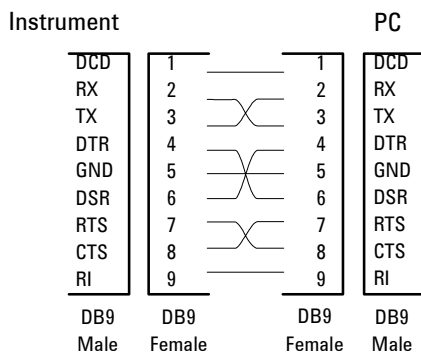 Instrument PC
DCD 1 1 DCD
RX 2 2 RX
TX 3 3 TX
DTR 4 4 DTR
GND 5 5 GND
DSR 6 6 DSR
RTS 7 7 RTS
CTS 8 8 CTS
RI 9 9 RI
DB9 DB9 DB9 DB9
Male Female Female Male